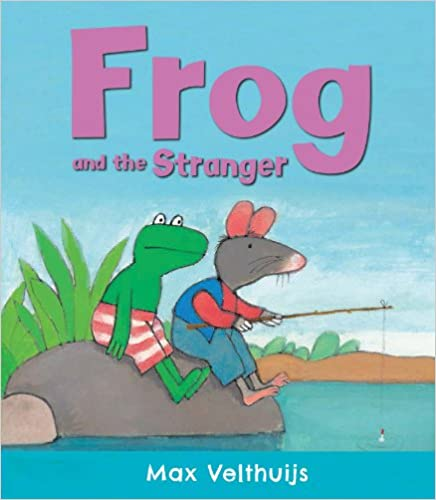 Frog
and the Stranger
Max Velthuijs